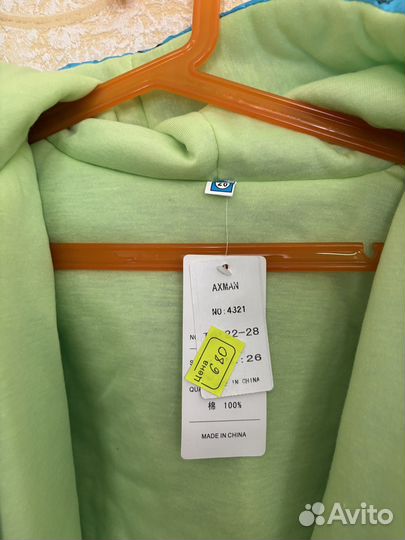 AXMAN
NO:4321
22-28
:26
Цена
680
IN CHINA
棉 100%
MADE IN CHINA
Avito